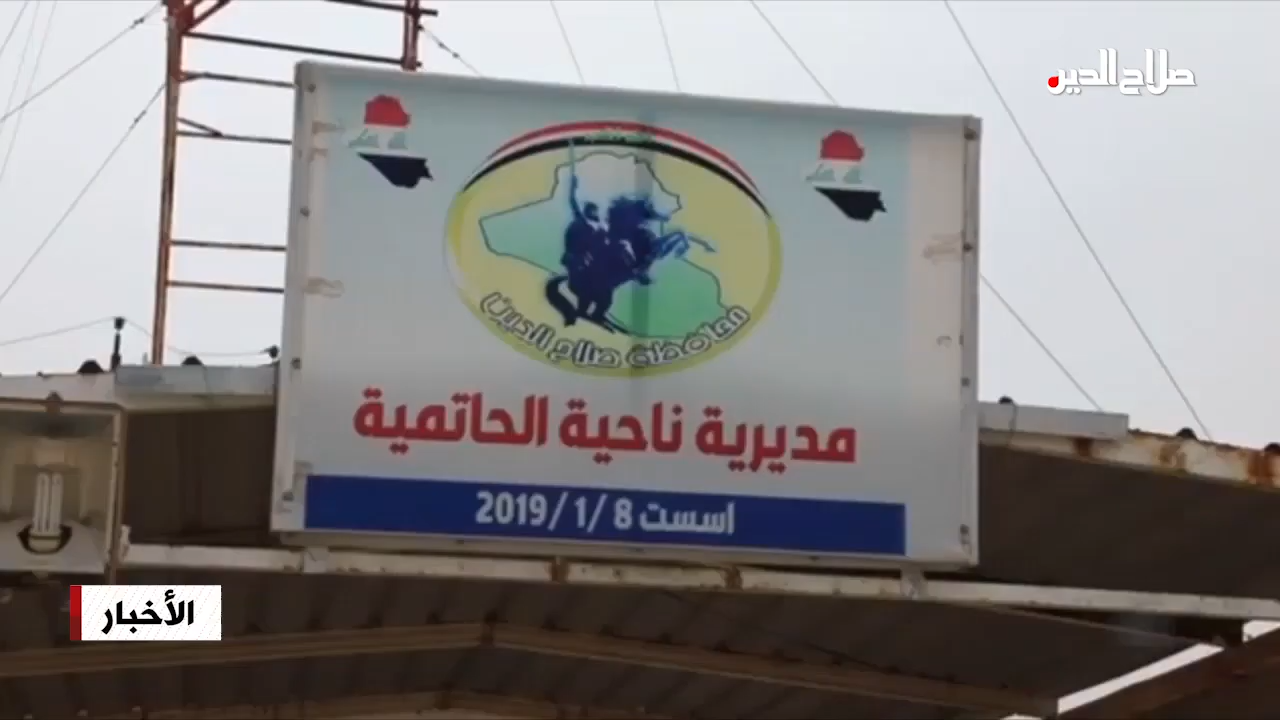 صلاح الدين
محافظة صلاح الدين
مديرية ناحية الحاتمية
اسست 8 /1 /2019
الأخبار